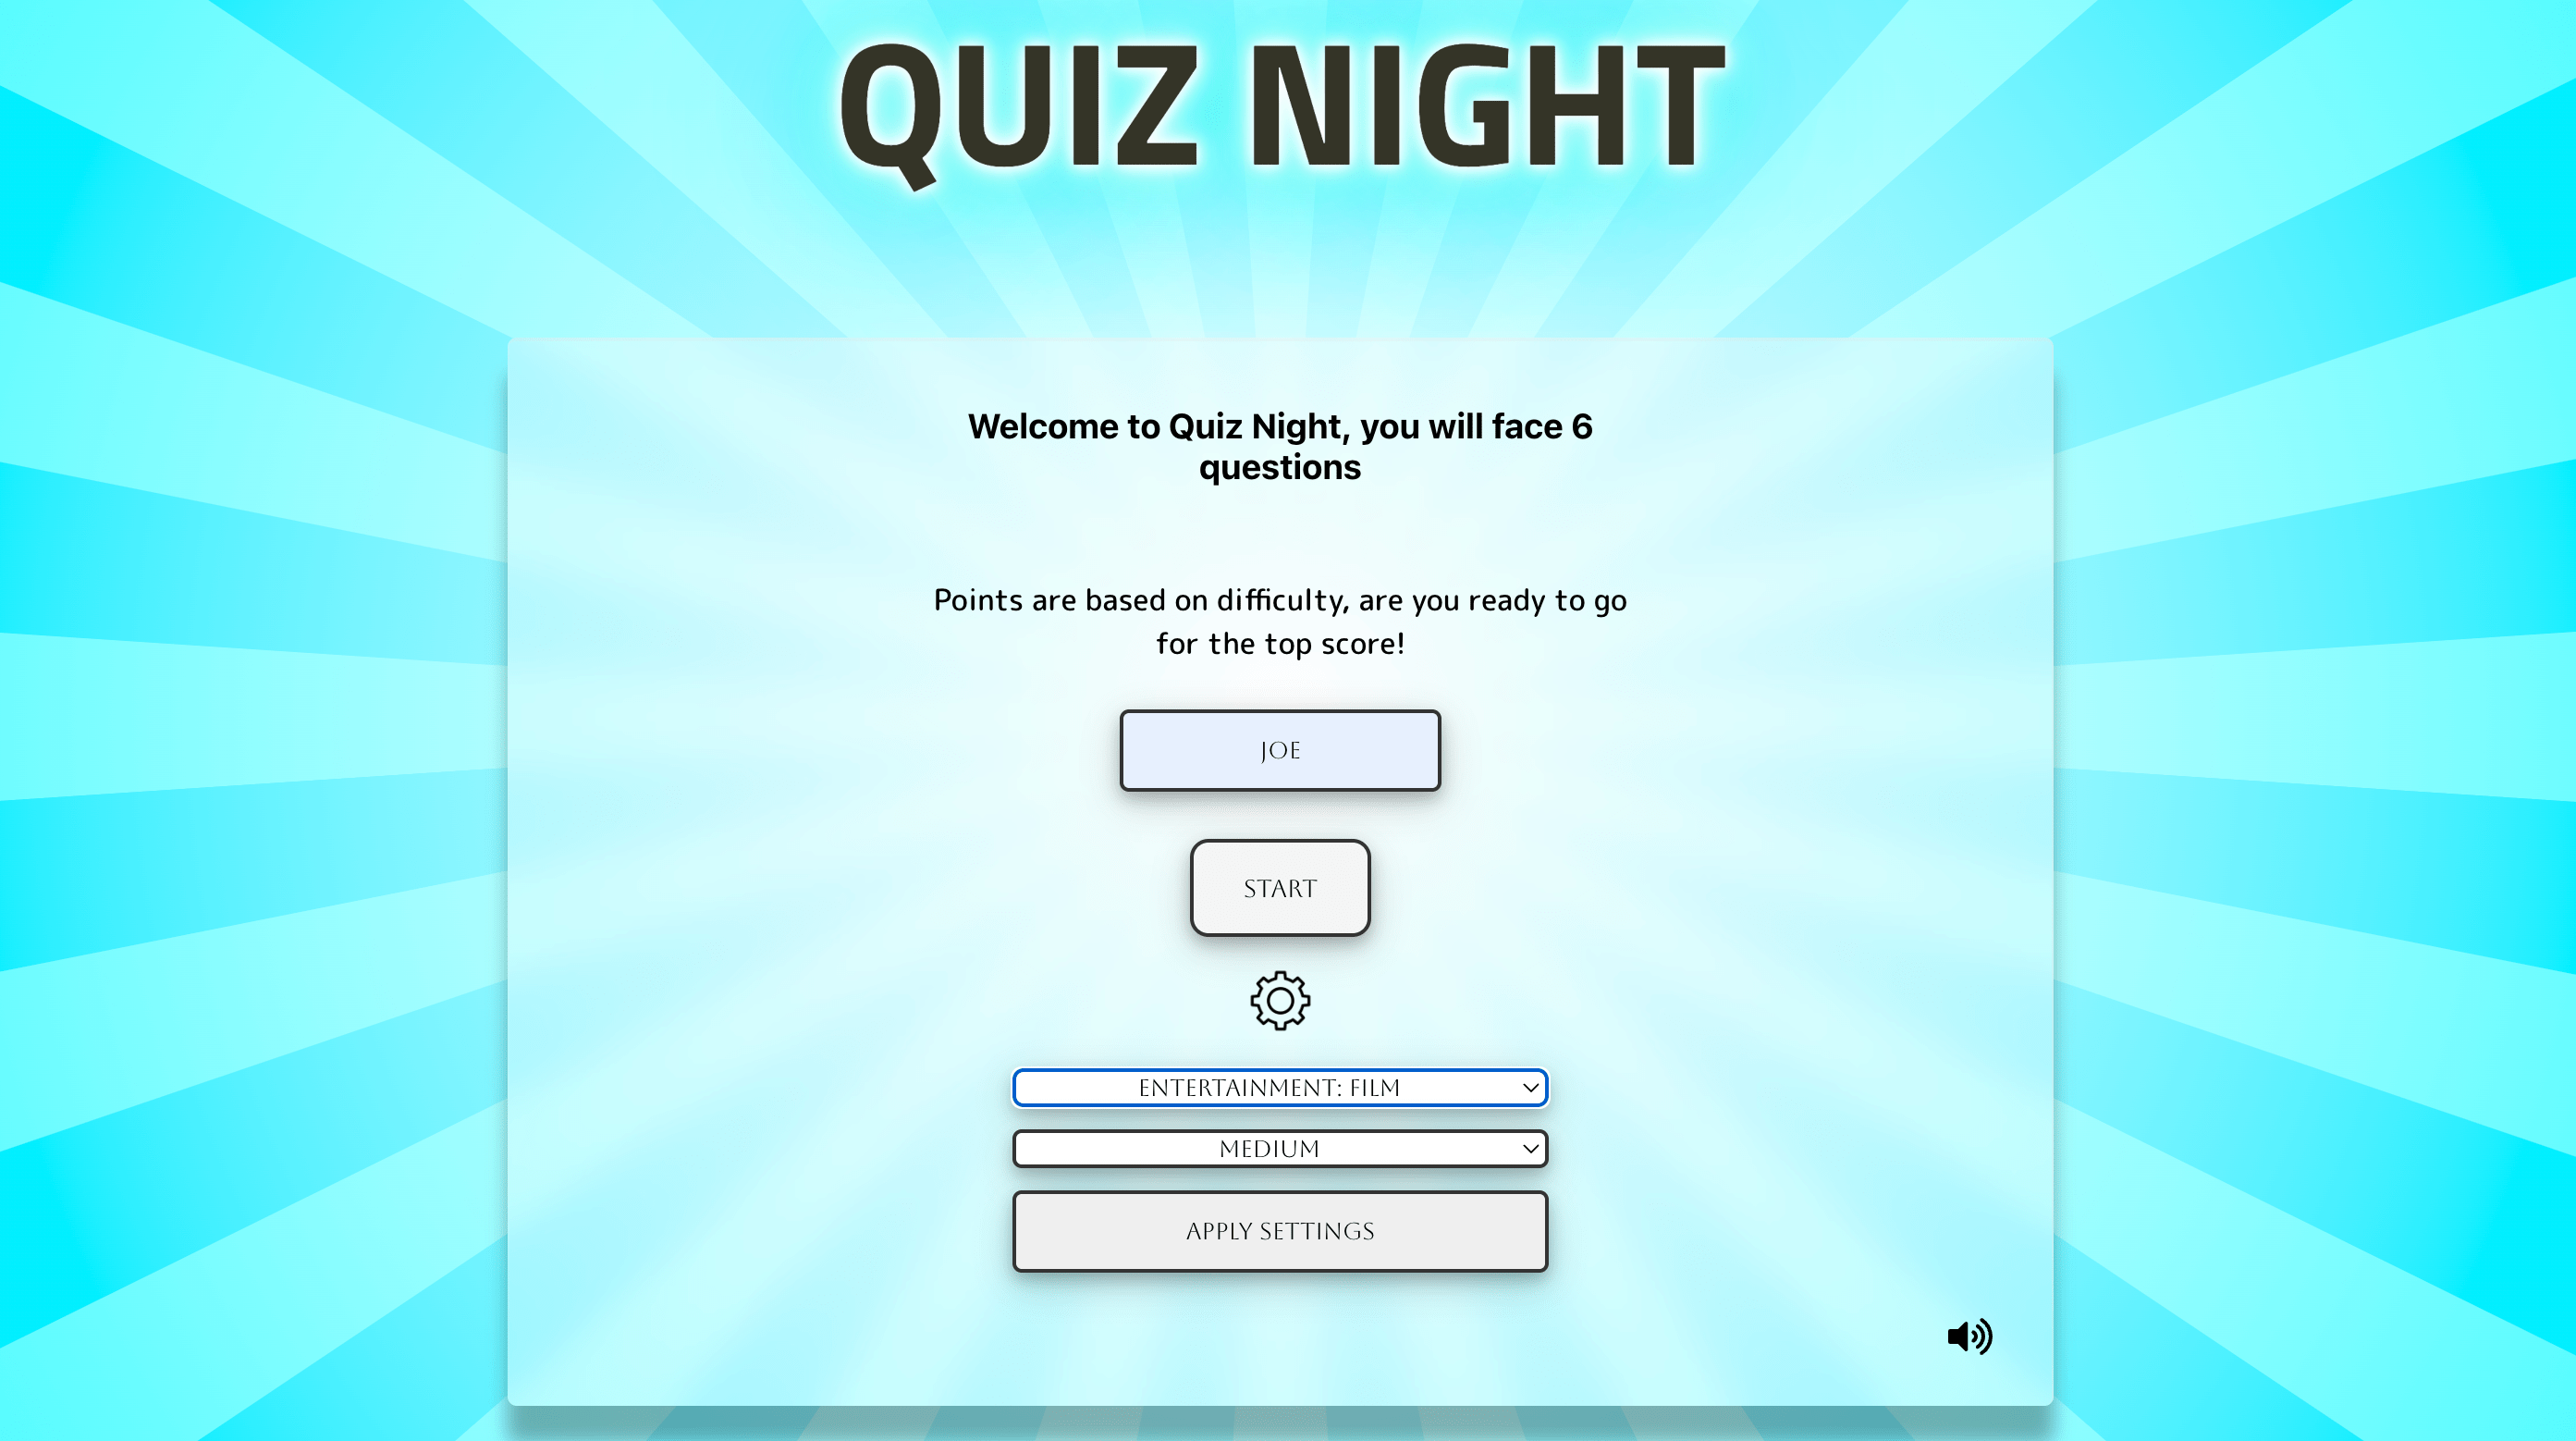 QUIZ NIGHT
Welcome to Quiz Night, you will face 6
questions
Points are based on difficulty, are you ready to go
for the top score!
JOE
START
ENTERTAINMENT: FILM
MEDIUM
APPLY SETTINGS